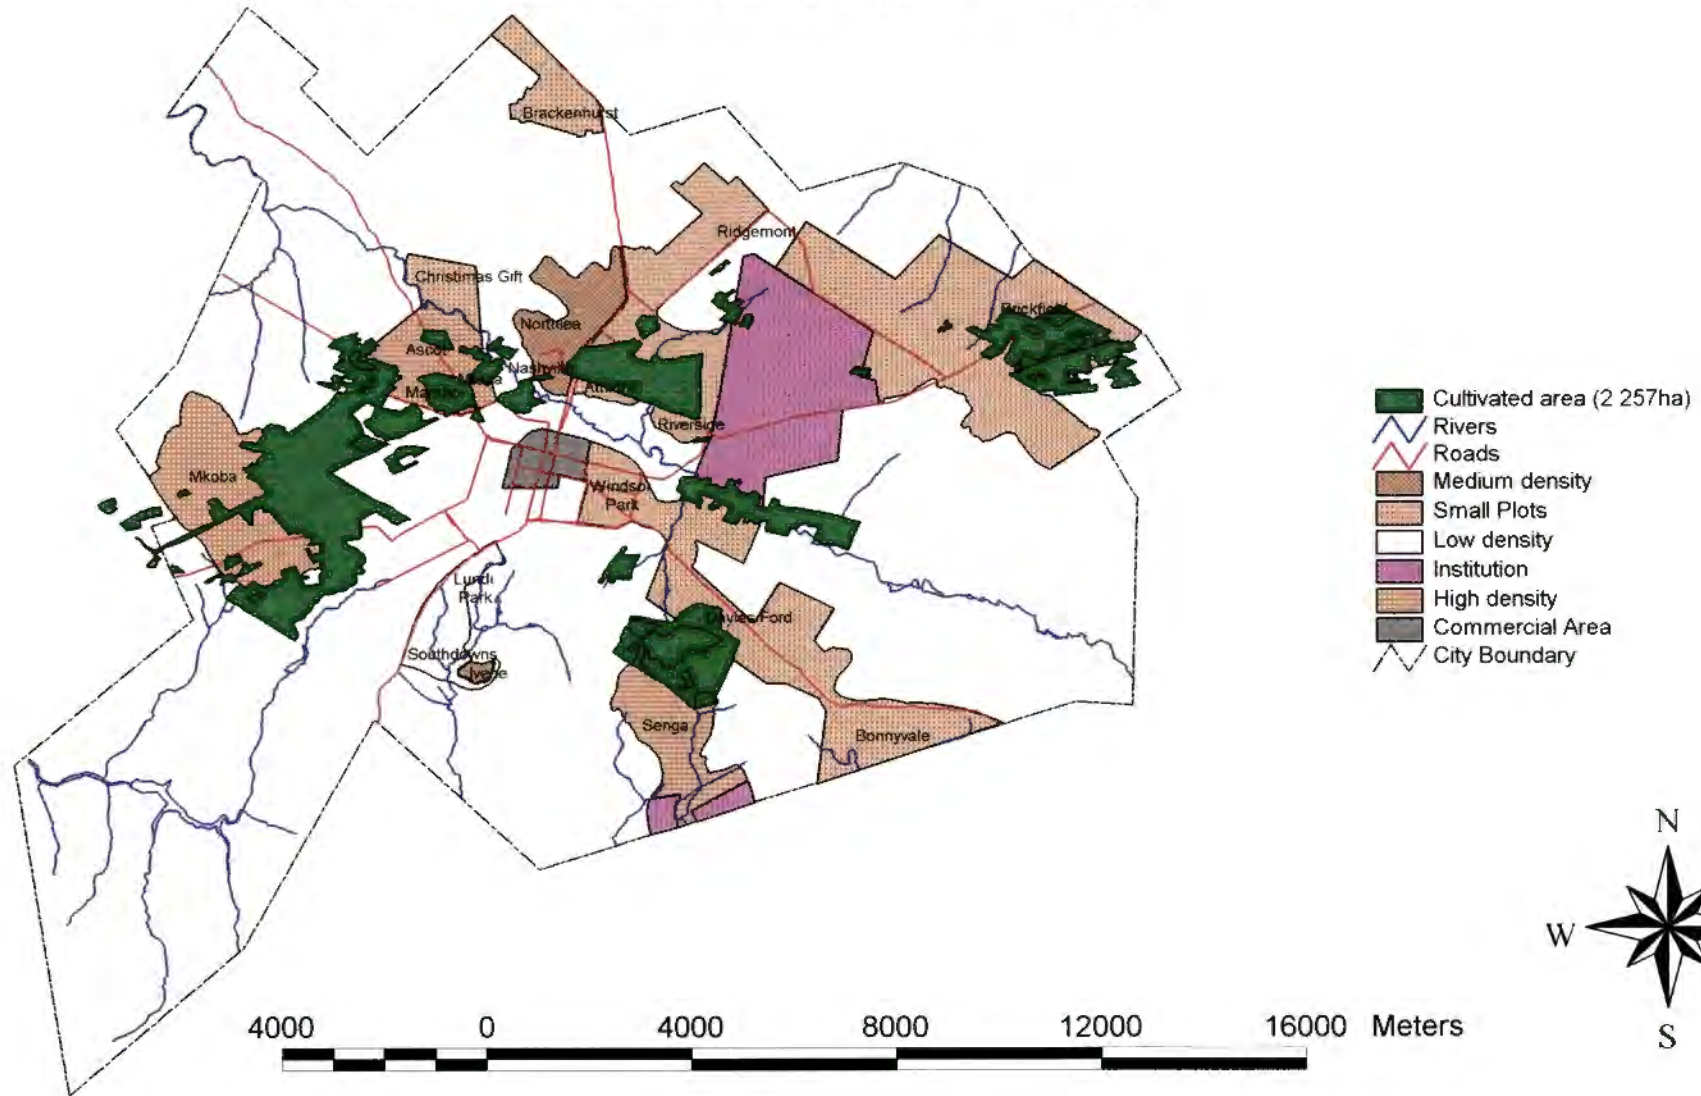 Brackenhurst
Ridgemont
Christmas Gift
Brickfield
Northlea
Ascot
Nashville
Riverside
Mkoba
Windsor
Park
Lundi
Park
Daylesford
Southdowns
Ivene
Senga
Bonnyvale
Cultivated area (2 257ha)
Rivers
Roads
Medium density
Small Plots
Low density
Institution
High density
Commercial Area
City Boundary
N
W
S
4000 0 4000 8000 12000 16000 Meters